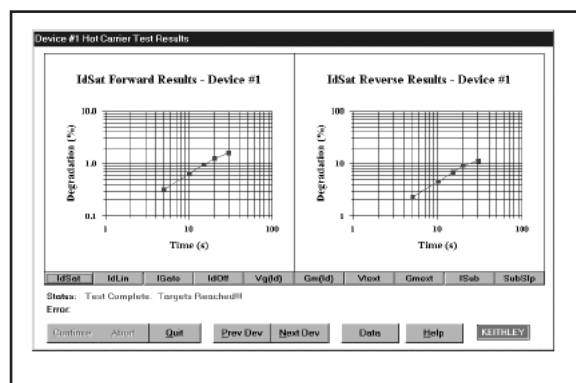 Device #1 Hot Carrier Test Results
IdSat Forward Results - Device #1
Degradation (%)
10.0
1.0
0.1
1
10
100
Time (s)
IdSat Reverse Results - Device #1
Degradation (%)
100
10
1
1
10
100
Time (s)
IdSat IdLin IGate IdOff Vg(Id) Gm(Id) Vtext Gmext ISub SubSlp
Status: Test Complete. Targets Reached!!!
Error:
Continue Abort Quit Prev Dev Next Dev Data Help KEITHLEY